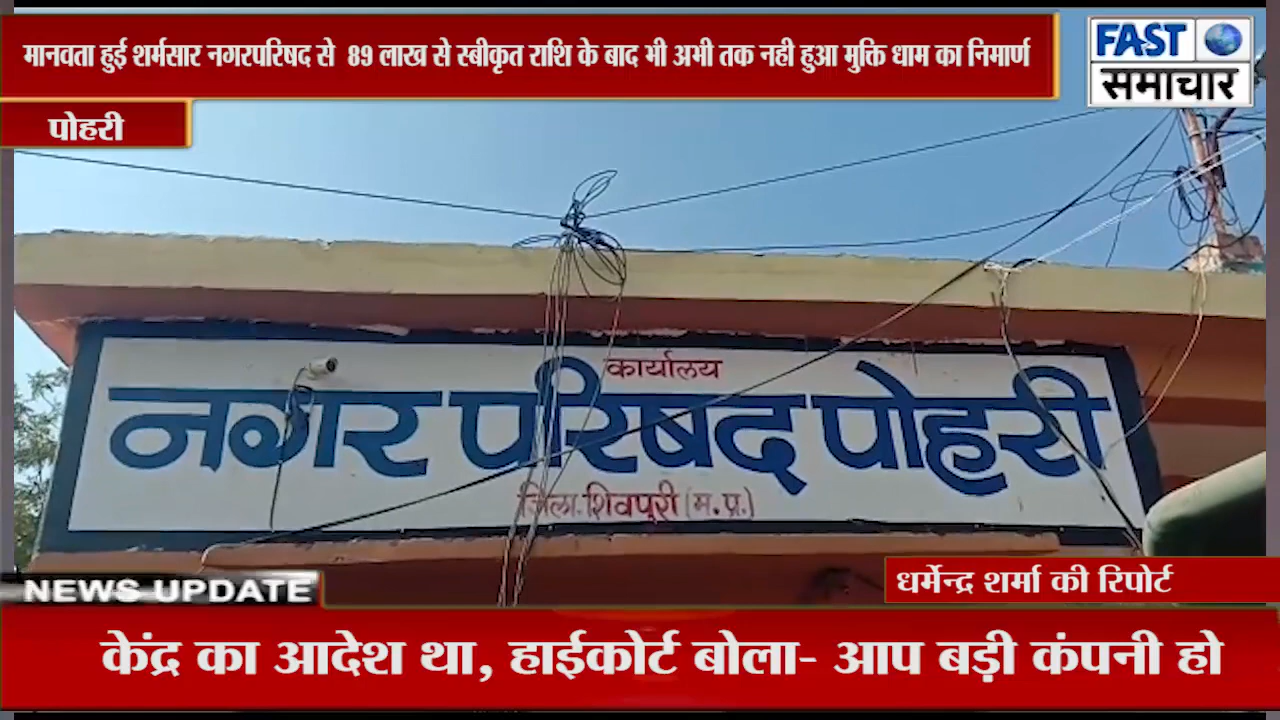 मानवता हुई शर्मसार नगरपरिषद से 89 लाख से स्बीकृत राशि के बाद भी अभी तक नही हुआ मुक्ति धाम का निमार्ण
FAST
समाचार
पोहरी
कार्यालय
नगर परिषद पोहरी
जिला. शिवपुरी (म.प्र.)
NEWS UPDATE
धर्मेन्द्र शर्मा की रिपोर्ट
केंद्र का आदेश था, हाईकोर्ट बोला- आप बड़ी कंपनी हो